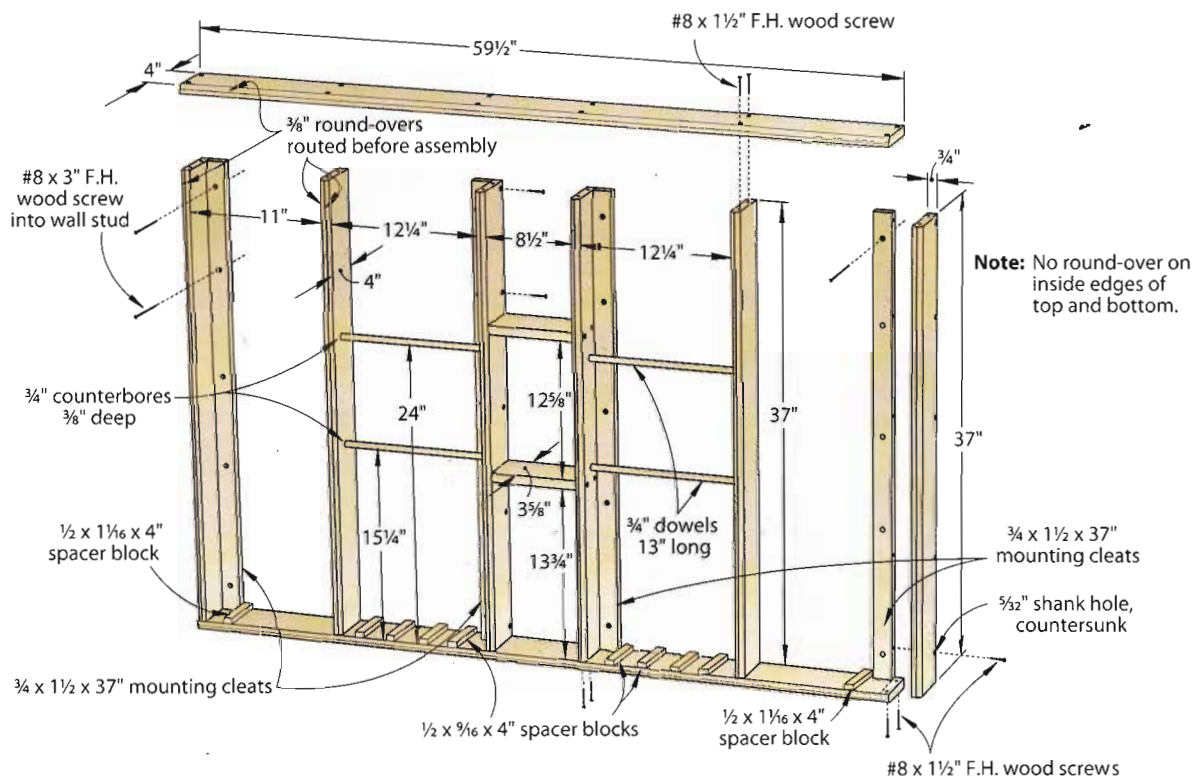 #8 x 1½" F.H. wood screw
59½"
4"
⅜" round-overs
routed before assembly
¾"
#8 x 3" F.H.
wood screw
into wall stud
11"
12¼"
8½"
12¼"
4"
Note: No round-over on
inside edges of
top and bottom.
¾" counterbores
⅜" deep
24"
12⅝"
37"
37"
15¼"
3⅝"
13¾"
¾" dowels
13" long
½ x 1¹⁄₁₆ x 4"
spacer block
¾ x 1½ x 37"
mounting cleats
⁵⁄₃₂" shank hole,
countersunk
¾ x 1½ x 37" mounting cleats
½ x ⁹⁄₁₆ x 4" spacer blocks
½ x 1¹⁄₁₆ x 4"
spacer block
#8 x 1½" F.H. wood screws